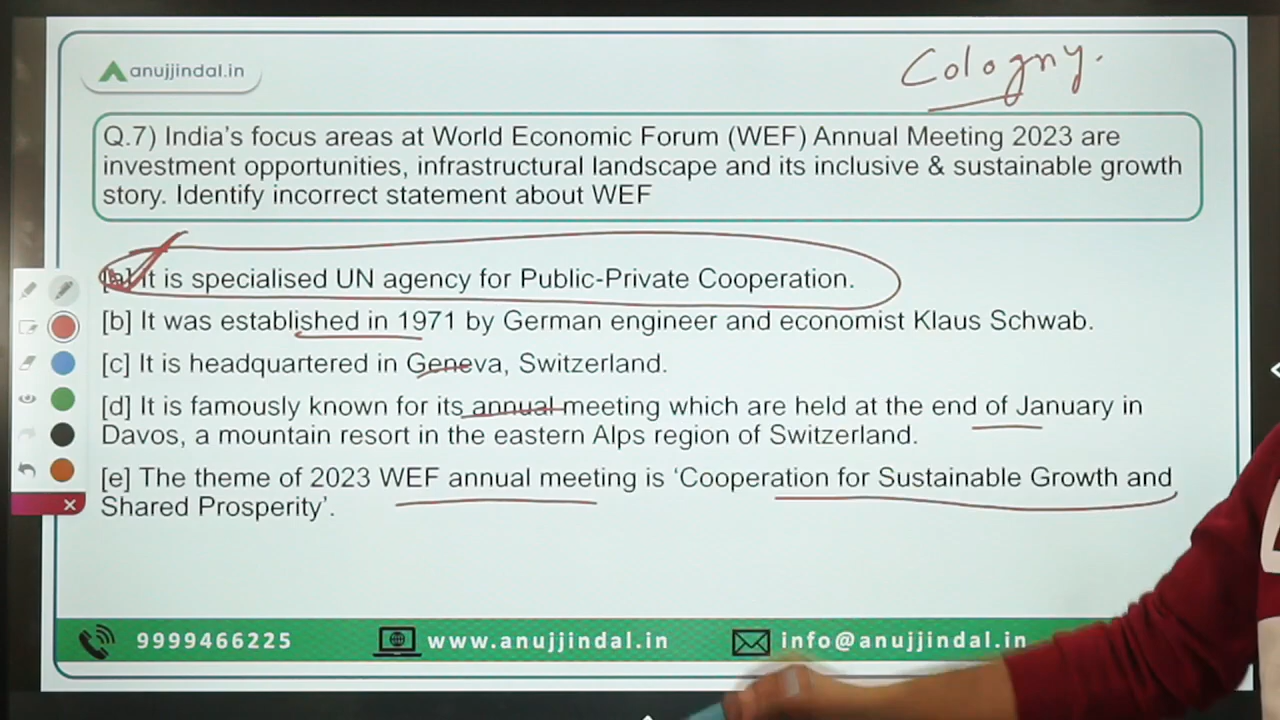 Cologny.
anujjindal.in
Q.7) India's focus areas at World Economic Forum (WEF) Annual Meeting 2023 are
investment opportunities, infrastructural landscape and its inclusive & sustainable growth
story. Identify incorrect statement about WEF
[a] It is specialised UN agency for Public-Private Cooperation.
[b] It was established in 1971 by German engineer and economist Klaus Schwab.
[c] It is headquartered in Geneva, Switzerland.
[d] It is famously known for its annual meeting which are held at the end of January in
Davos, a mountain resort in the eastern Alps region of Switzerland.
[e] The theme of 2023 WEF annual meeting is ‘Cooperation for Sustainable Growth and
Shared Prosperity’.
9999466225 www.anujjindal.in info@anujjindal.in